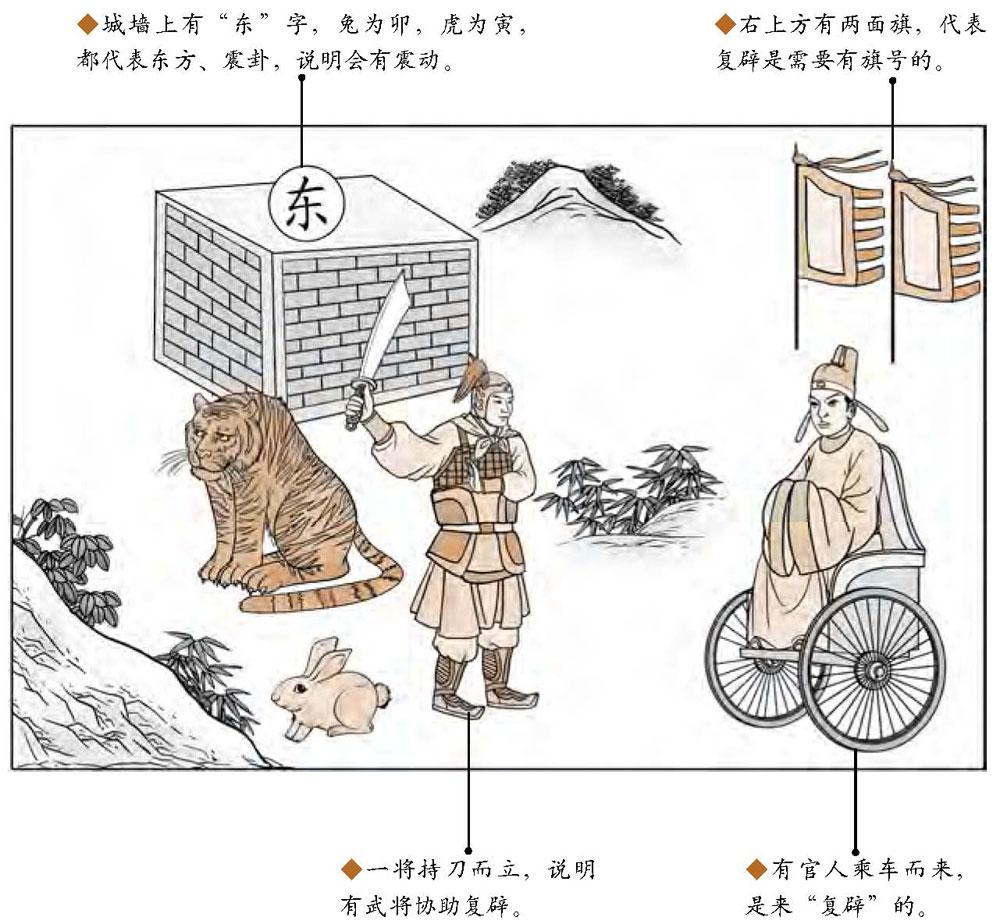 ◆城墙上有“东”字，兔为卯，虎为寅，
都代表东方、震卦，说明会有震动。
◆右上方有两面旗，代表
复辟是需要有旗号的。
东
◆一将持刀而立，说明
有武将协助复辟。
◆有官人乘车而来，
是来“复辟”的。